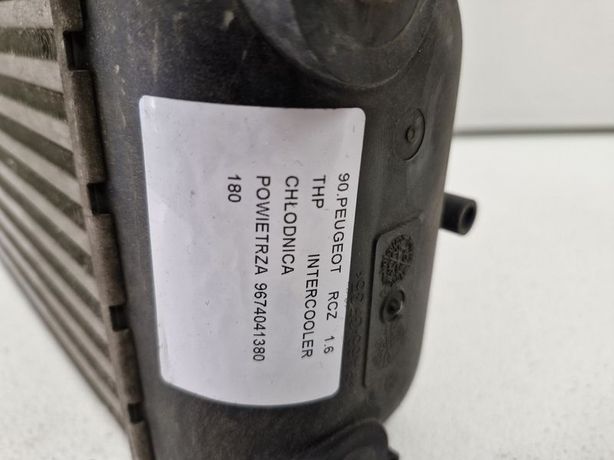 90.PEUGEOT RCZ 1.6
THP INTERCOOLER
CHŁODNICA
POWIETRZA 9674041380
180